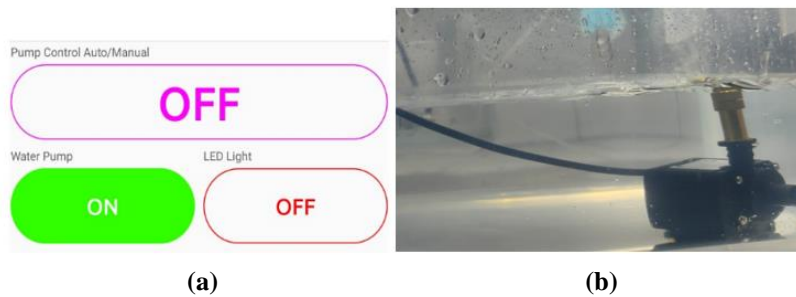 Pump Control Auto/Manual
OFF
Water Pump LED Light
ON OFF
(a) (b)